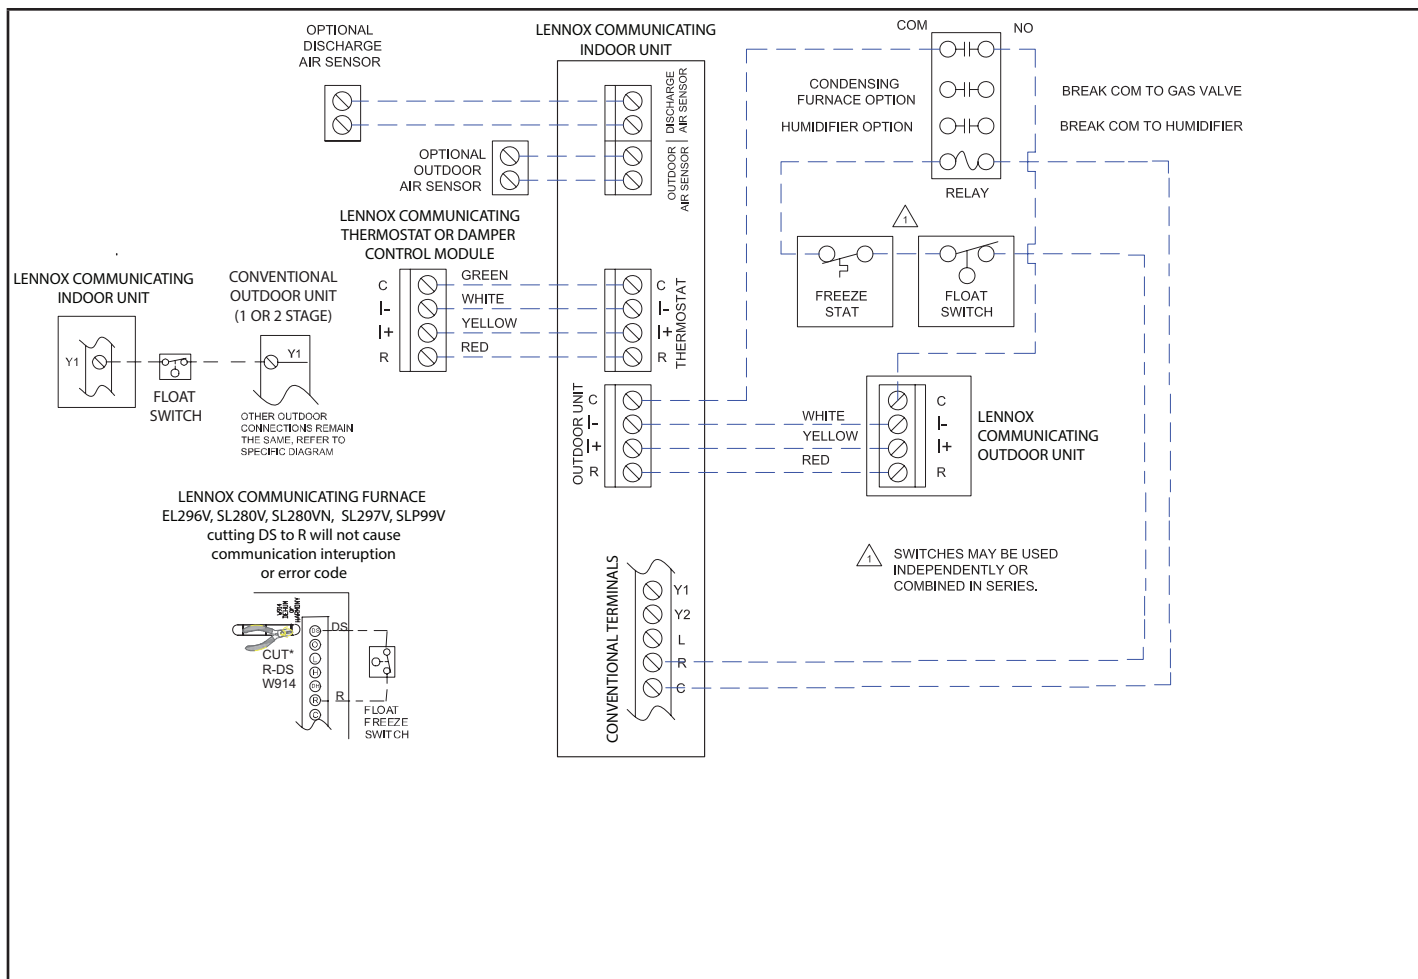 OPTIONAL
DISCHARGE
AIR SENSOR
LENNOX COMMUNICATING
INDOOR UNIT
DISCHARGE
AIR SENSOR
OUTDOOR
AIR SENSOR
OPTIONAL
OUTDOOR
AIR SENSOR
COM
NO
CONDENSING
FURNACE OPTION
BREAK COM TO GAS VALVE
HUMIDIFIER OPTION
BREAK COM TO HUMIDIFIER
RELAY
1
FREEZE
STAT
FLOAT
SWITCH
LENNOX COMMUNICATING
THERMOSTAT OR DAMPER
CONTROL MODULE
C
I-
I+
R
GREEN
WHITE
YELLOW
RED
C
I-
I+
R
THERMOSTAT
LENNOX COMMUNICATING
INDOOR UNIT
Y1
FLOAT
SWITCH
CONVENTIONAL
OUTDOOR UNIT
(1 OR 2 STAGE)
Y1
OTHER OUTDOOR
CONNECTIONS REMAIN
THE SAME, REFER TO
SPECIFIC DIAGRAM
OUTDOOR UNIT
C
I-
I+
R
WHITE
YELLOW
RED
C
I-
I+
R
LENNOX
COMMUNICATING
OUTDOOR UNIT
LENNOX COMMUNICATING FURNACE
EL296V, SL280V, SL280VN, SL297V, SLP99V
cutting DS to R will not cause
communication interuption
or error code
W914
DEHUM
OR
HARMONY
CUT*
R-DS
W914
DS
O
L
H
DH
R
C
DS
R
FLOAT
FREEZE
SWITCH
CONVENTIONAL TERMINALS
Y1
Y2
L
R
C
1
SWITCHES MAY BE USED
INDEPENDENTLY OR
COMBINED IN SERIES.